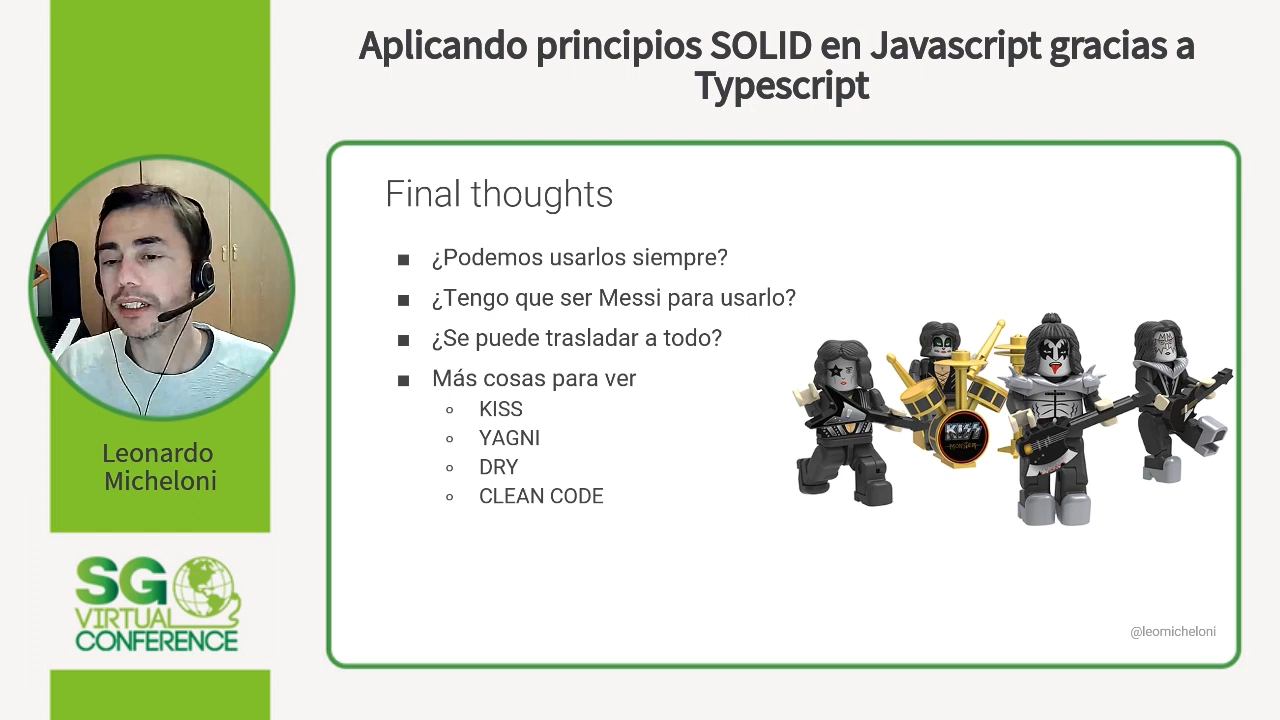 Aplicando principios SOLID en Javascript gracias a
Typescript
Leonardo
Micheloni
SG
VIRTUAL
CONFERENCE
Final thoughts
¿Podemos usarlos siempre?
¿Tengo que ser Messi para usarlo?
¿Se puede trasladar a todo?
Más cosas para ver
KISS
YAGNI
DRY
CLEAN CODE
KISS
MONSTER
@leomicheloni